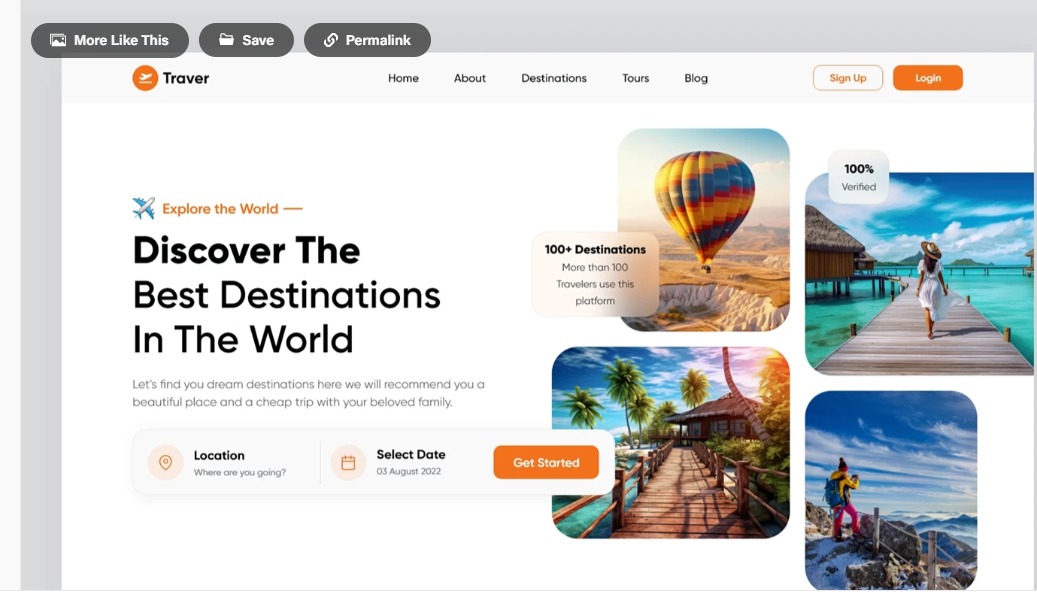 More Like This
Save
Permalink
Traver
Home
About
Destinations
Tours
Blog
Sign Up
Login
Explore the World
Discover The
Best Destinations
In The World
Let's find you dream destinations here we will recommend you a
beautiful place and a cheap trip with your beloved family.
Location
Where are you going?
Select Date
03 August 2022
Get Started
100+ Destinations
More than 100
Travelers use this
platform
100%
Verified